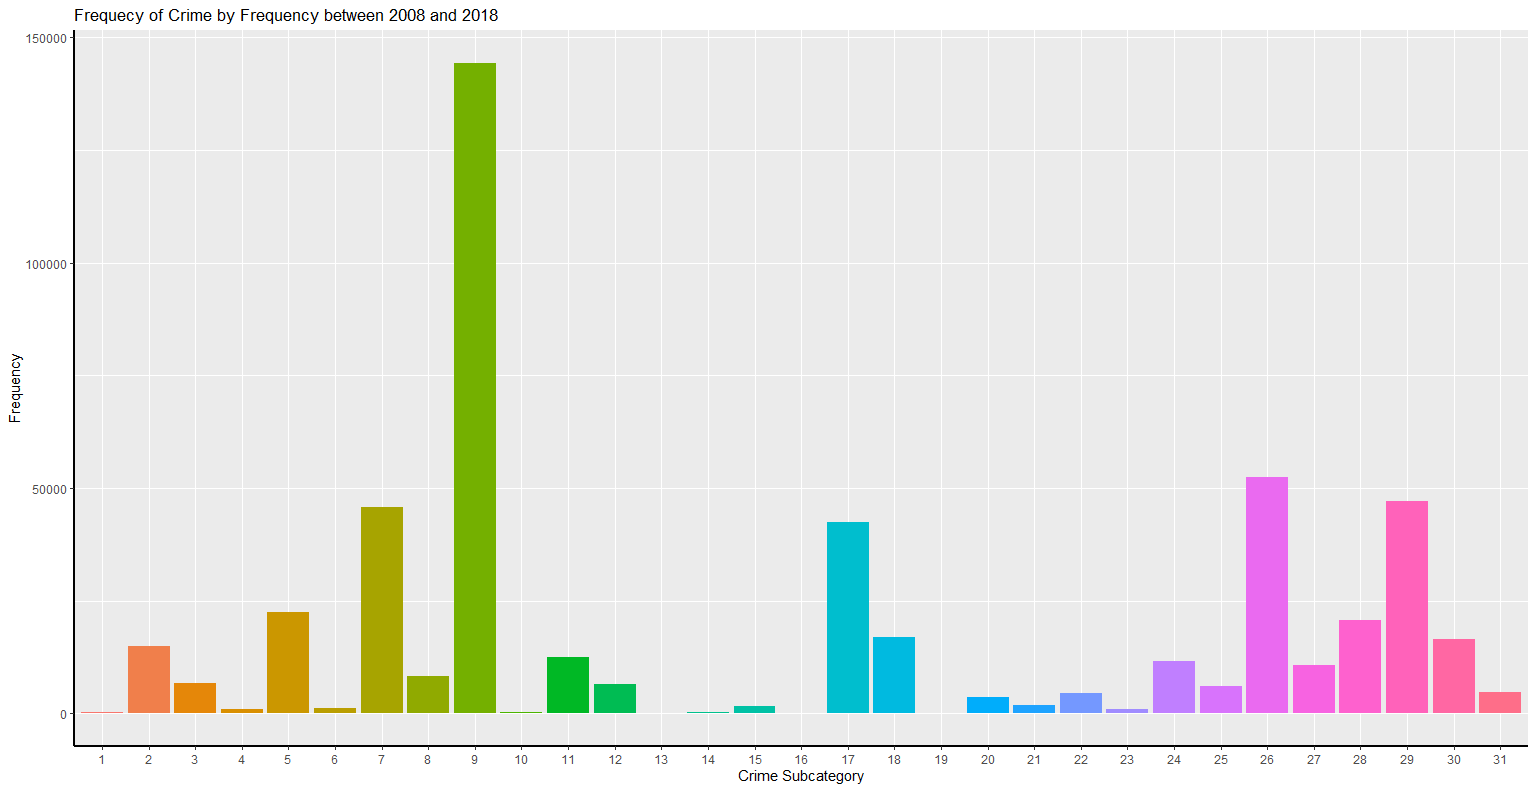 Frequecy of Crime by Frequency between 2008 and 2018
150000
100000
50000
0
Frequency
1 2 3 4 5 6 7 8 9 10 11 12 13 14 15 16 17 18 19 20 21 22 23 24 25 26 27 28 29 30 31
Crime Subcategory